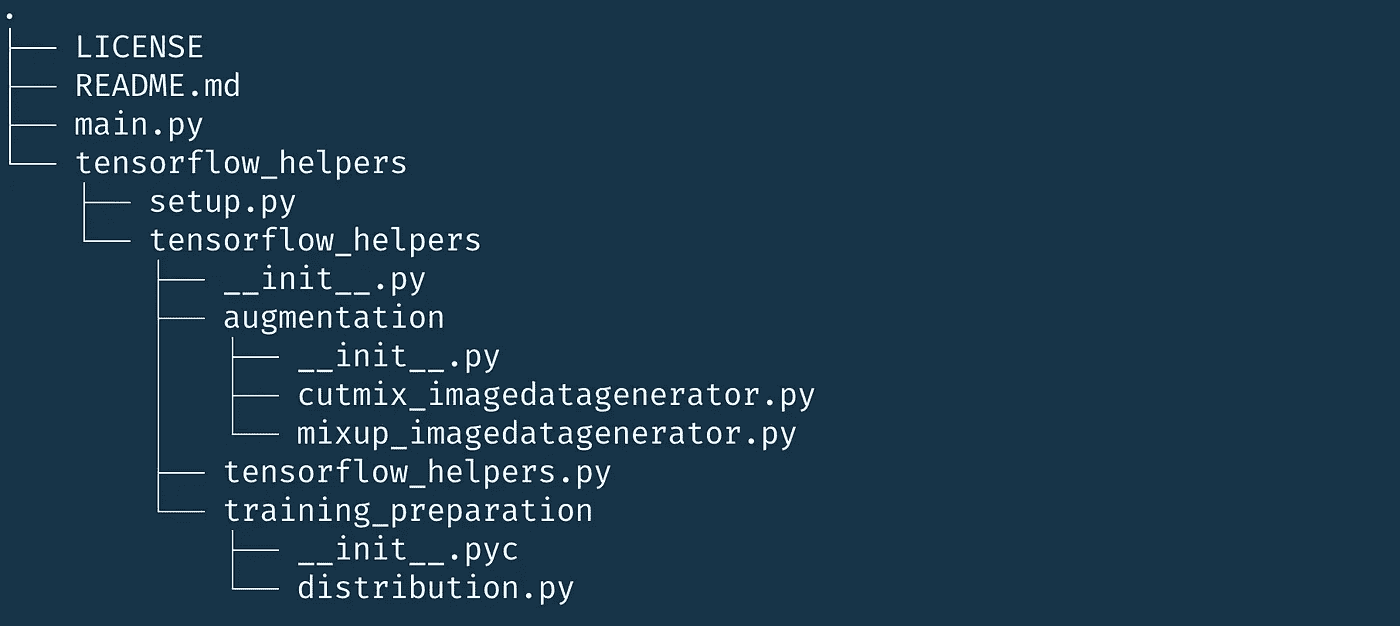 .
├── LICENSE
├── README.md
├── main.py
└── tensorflow_helpers
    ├── setup.py
    └── tensorflow_helpers
        ├── __init__.py
        ├── augmentation
        │   ├── __init__.py
        │   ├── cutmix_imagedatagenerator.py
        │   └── mixup_imagedatagenerator.py
        ├── tensorflow_helpers.py
        └── training_preparation
            ├── __init__.pyc
            └── distribution.py